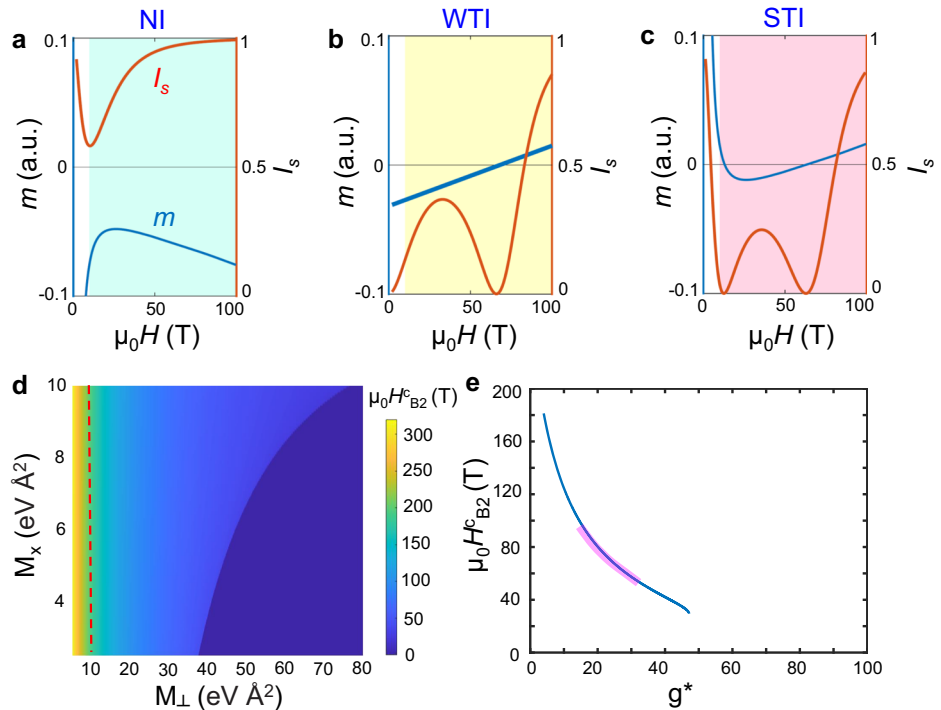 NI
WTI
STI
a
b
c
0.1
0
-0.1
m (a.u.)
1
0.5
0
I_s
I_s
m
0
50
100
μ₀H (T)
0.1
0
-0.1
m (a.u.)
1
0.5
0
I_s
0
50
100
μ₀H (T)
0.1
0
-0.1
m (a.u.)
1
0.5
0
I_s
0
50
100
μ₀H (T)
d
10
8
6
4
M_x (eV Å²)
10
20
30
40
50
60
70
80
M⊥ (eV Å²)
μ₀H^c_B2 (T)
300
250
200
150
100
50
0
e
200
160
120
80
40
0
μ₀H^c_B2 (T)
0
20
40
60
80
100
g*